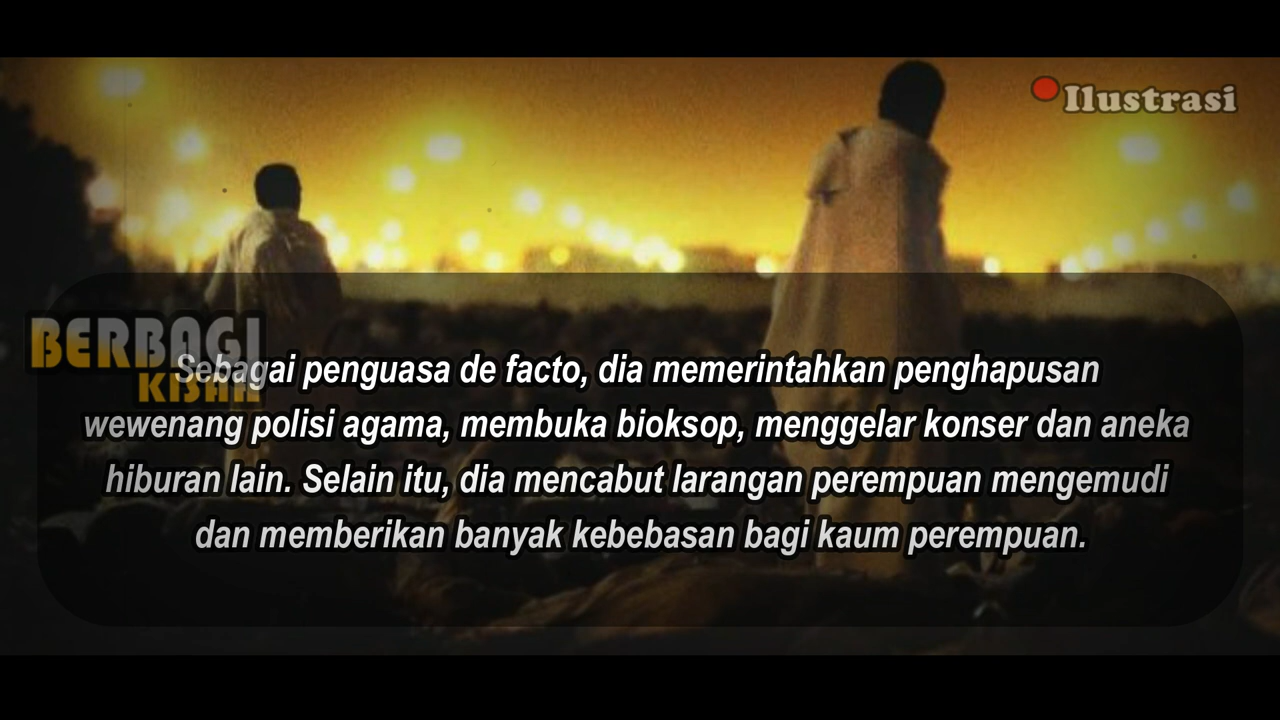 Ilustrasi
BERBAGI
KISAH
Sebagai penguasa de facto, dia memerintahkan penghapusan
wewenang polisi agama, membuka bioksop, menggelar konser dan aneka
hiburan lain. Selain itu, dia mencabut larangan perempuan mengemudi
dan memberikan banyak kebebasan bagi kaum perempuan.